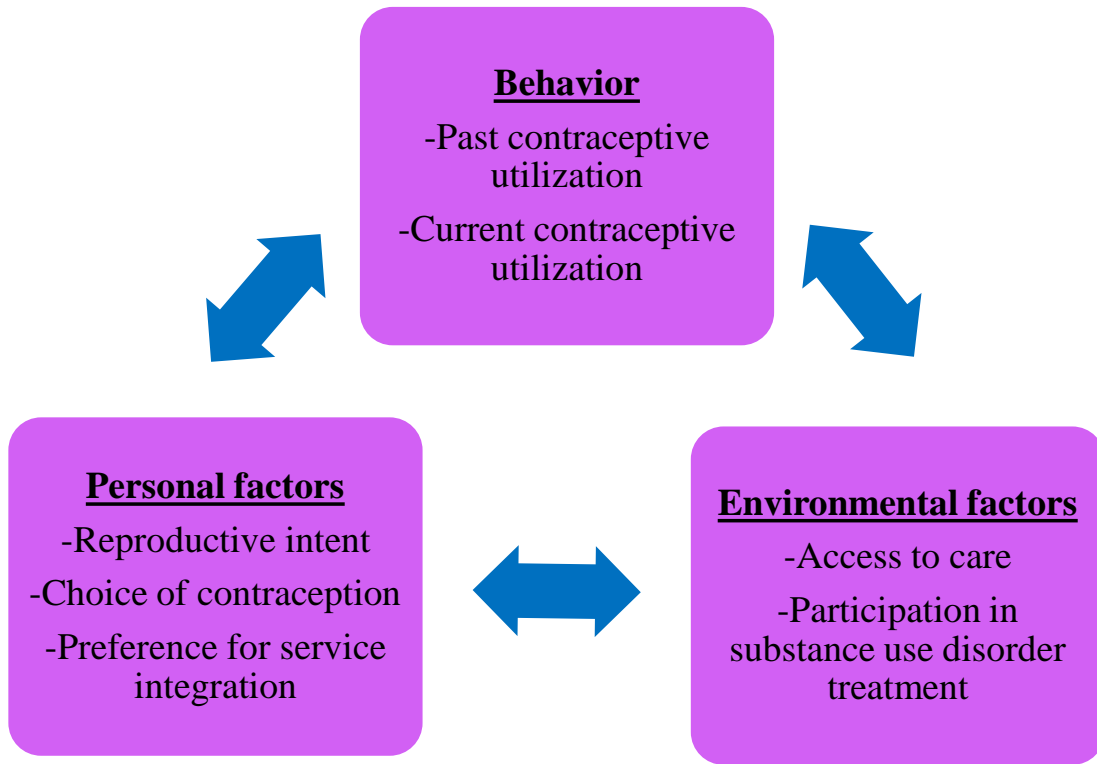 Behavior
-Past contraceptive
utilization
-Current contraceptive
utilization
Personal factors
-Reproductive intent
-Choice of contraception
-Preference for service
integration
Environmental factors
-Access to care
-Participation in
substance use disorder
treatment